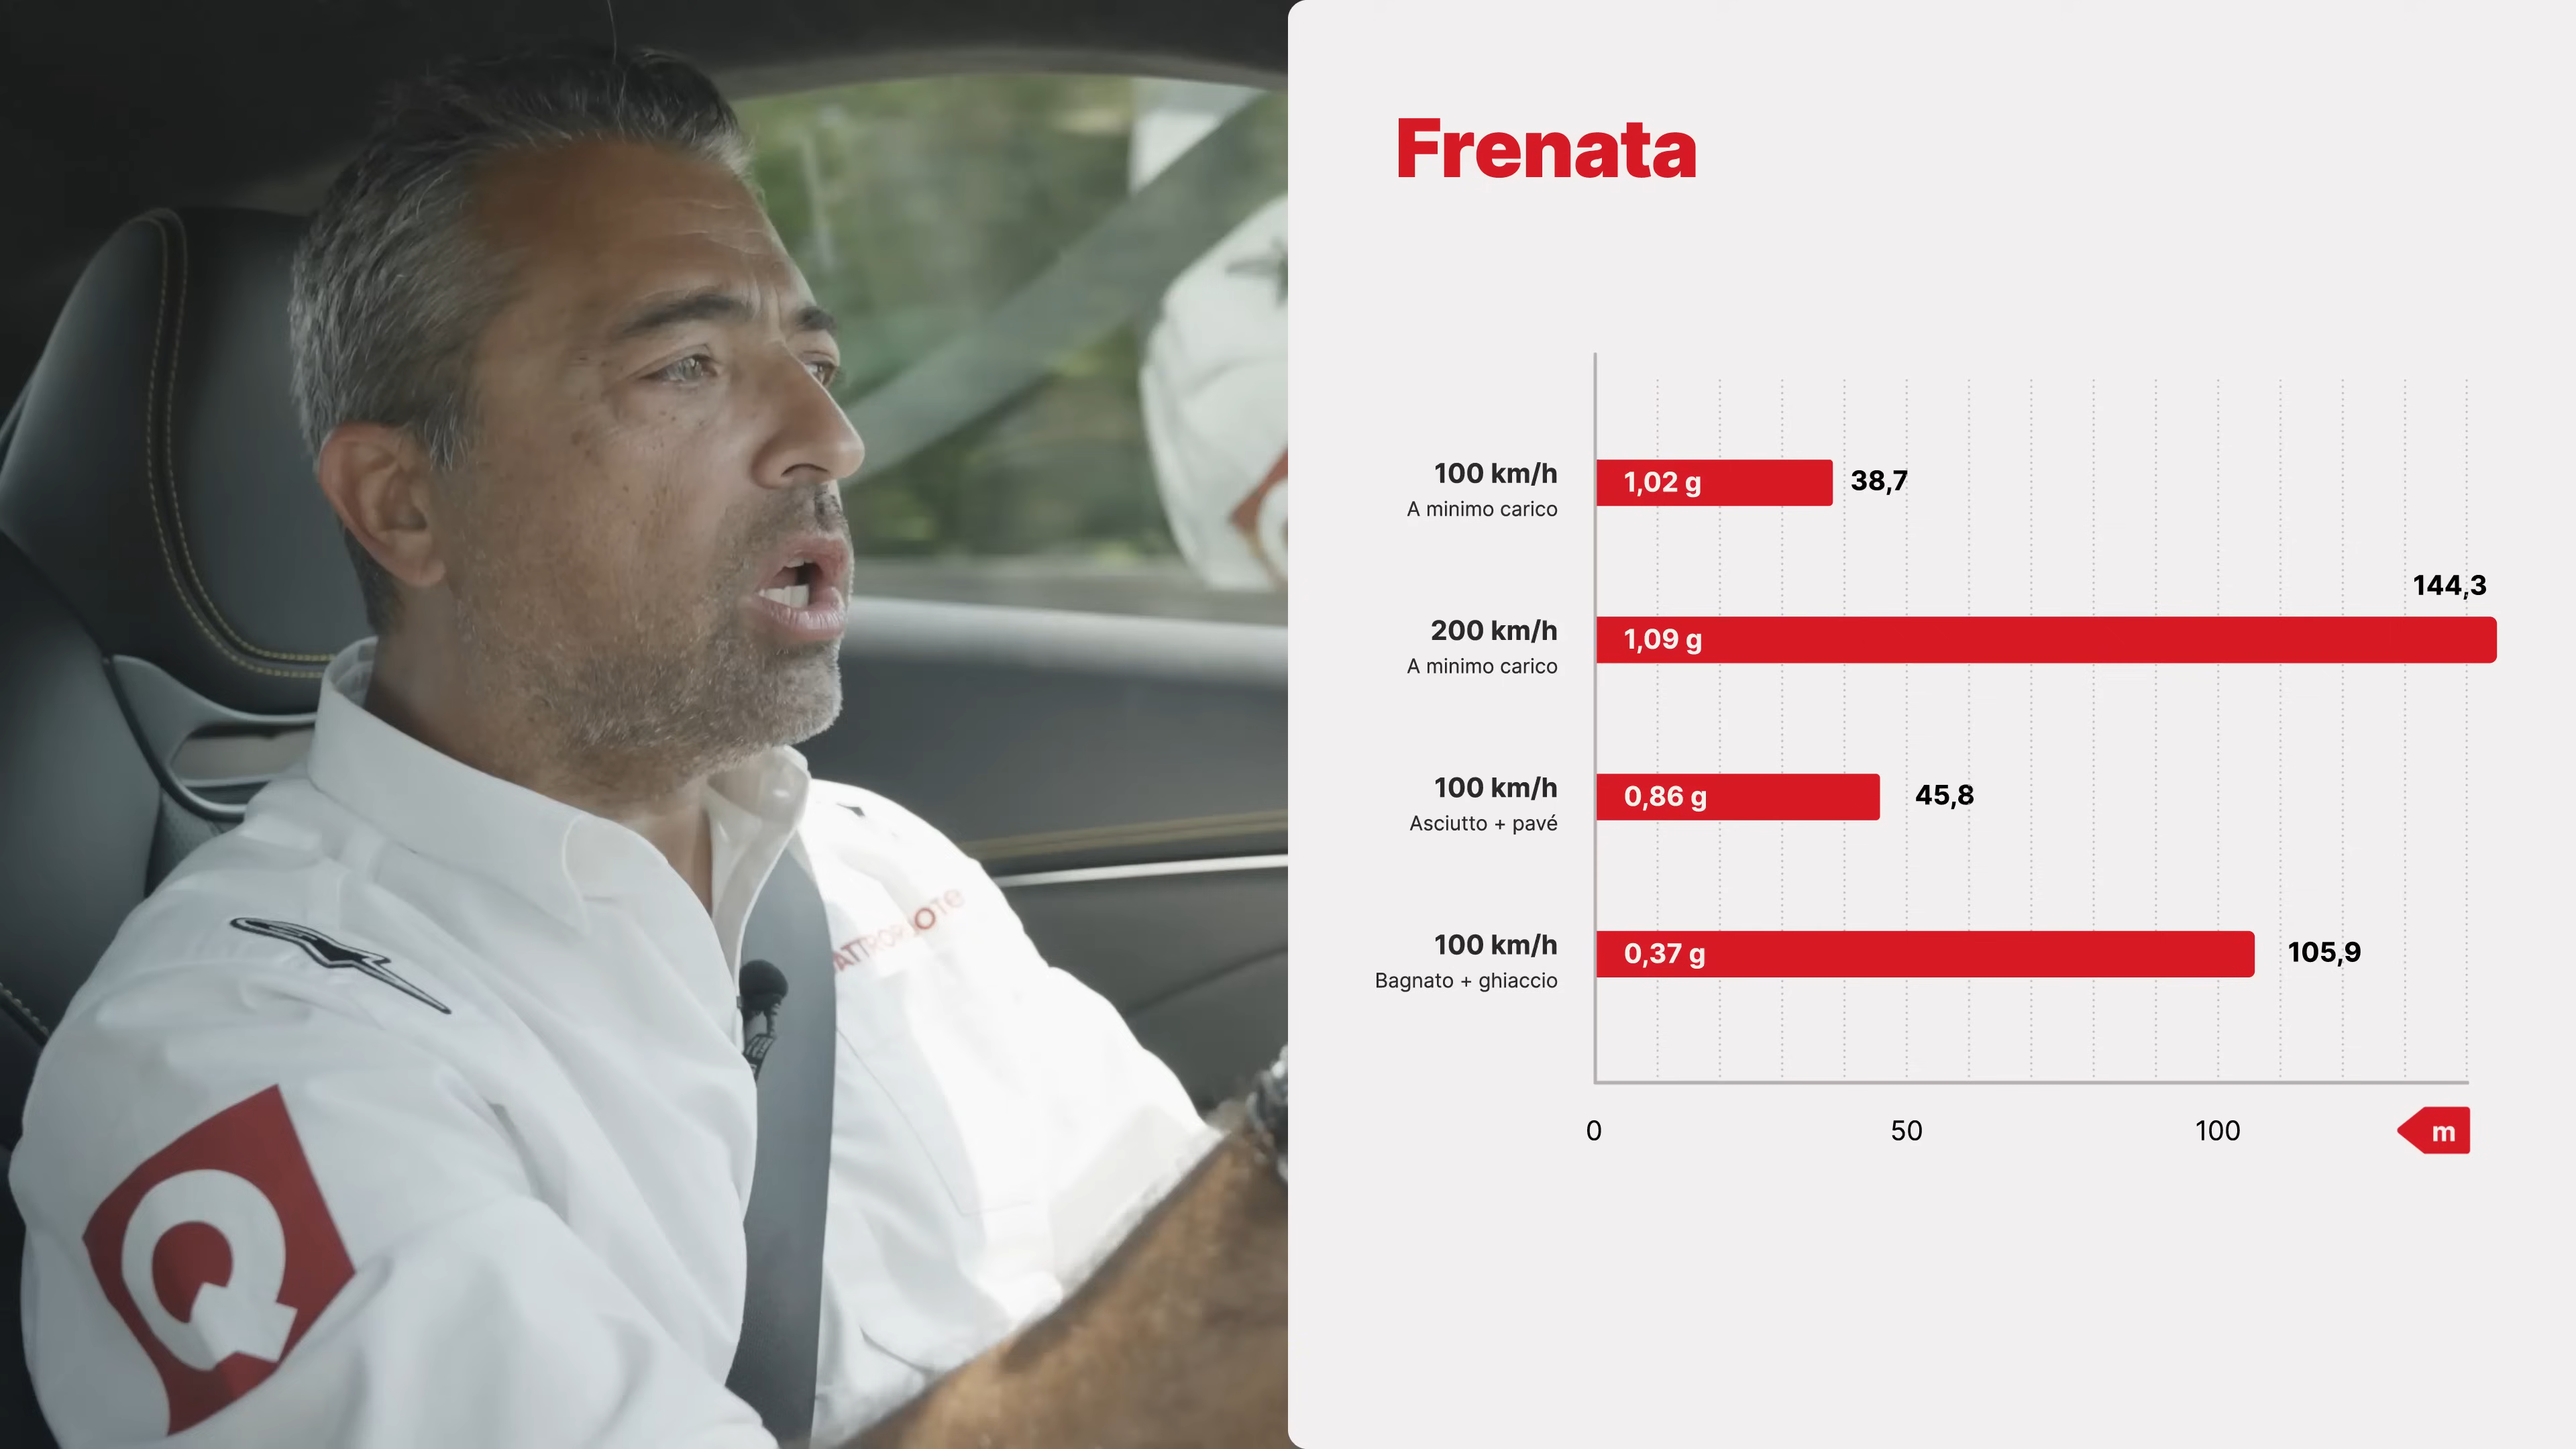 Frenata
100 km/h
A minimo carico
1,02 g
38,7
144,3
200 km/h
A minimo carico
1,09 g
100 km/h
Asciutto + pavé
0,86 g
45,8
100 km/h
Bagnato + ghiaccio
0,37 g
105,9
0 50 100 m
Q